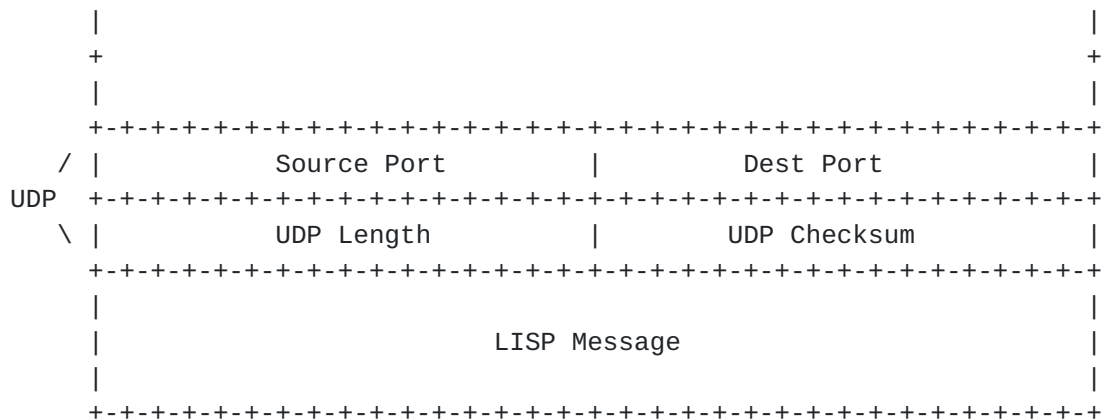 |                                                               |
+                                                               +
|                                                               |
+-+-+-+-+-+-+-+-+-+-+-+-+-+-+-+-+-+-+-+-+-+-+-+-+-+-+-+-+-+-+-+-+
/ |           Source Port         |         Dest Port             |
UDP +-+-+-+-+-+-+-+-+-+-+-+-+-+-+-+-+-+-+-+-+-+-+-+-+-+-+-+-+-+-+-+-+
\ |           UDP Length          |        UDP Checksum           |
+-+-+-+-+-+-+-+-+-+-+-+-+-+-+-+-+-+-+-+-+-+-+-+-+-+-+-+-+-+-+-+-+
|                                                               |
|                         LISP Message                          |
|                                                               |
+-+-+-+-+-+-+-+-+-+-+-+-+-+-+-+-+-+-+-+-+-+-+-+-+-+-+-+-+-+-+-+-+